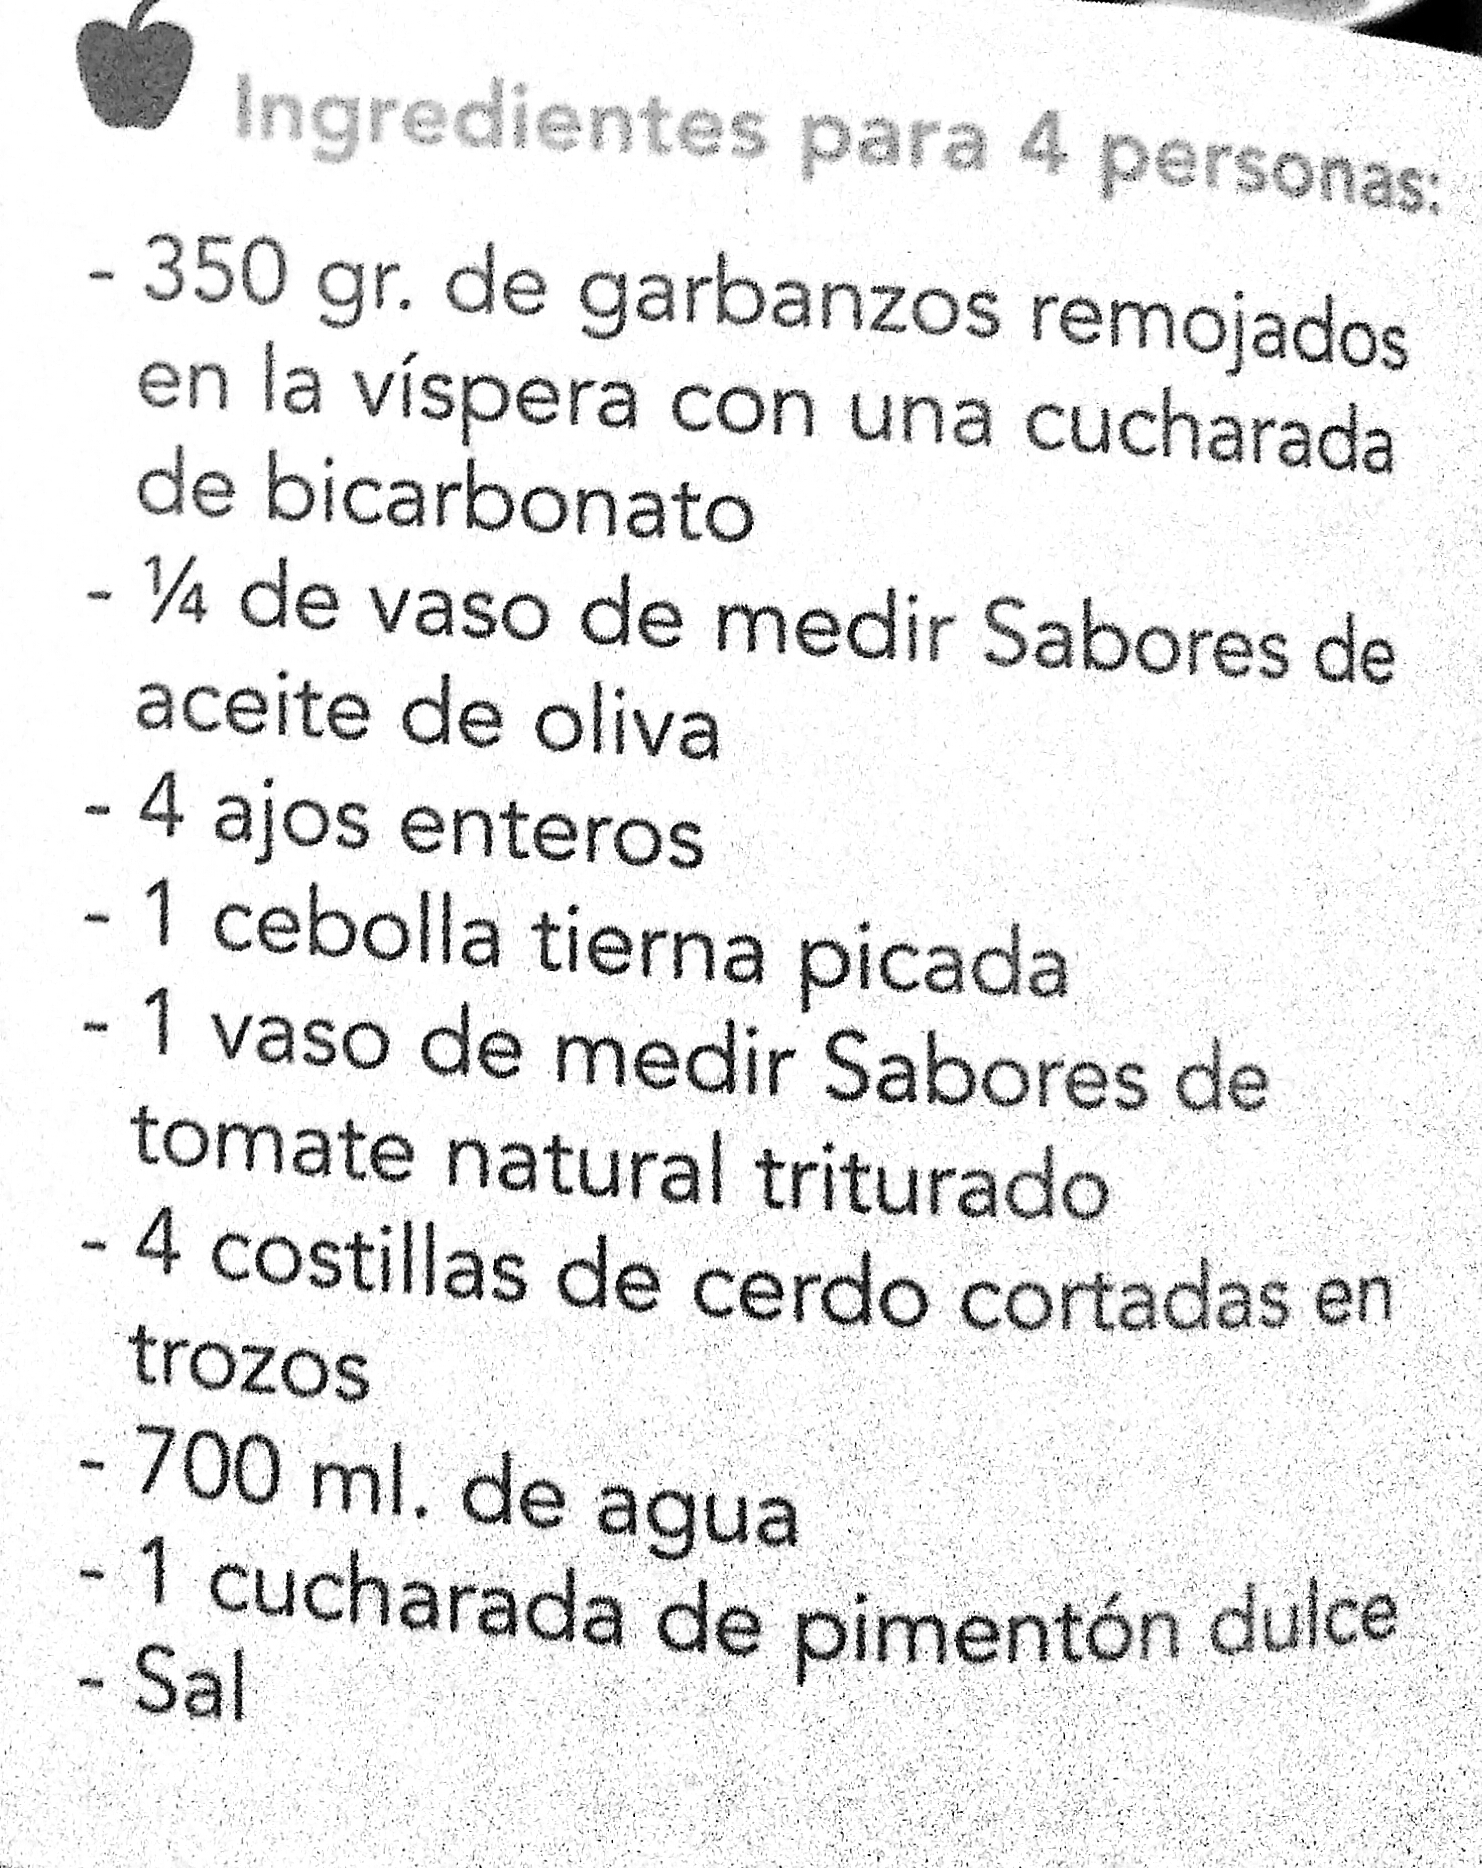 Ingredientes para 4 personas:
- 350 gr. de garbanzos remojados
en la víspera con una cucharada
de bicarbonato
- ¼ de vaso de medir Sabores de
aceite de oliva
- 4 ajos enteros
- 1 cebolla tierna picada
- 1 vaso de medir Sabores de
tomate natural triturado
- 4 costillas de cerdo cortadas en
trozos
- 700 ml. de agua
- 1 cucharada de pimentón dulce
- Sal